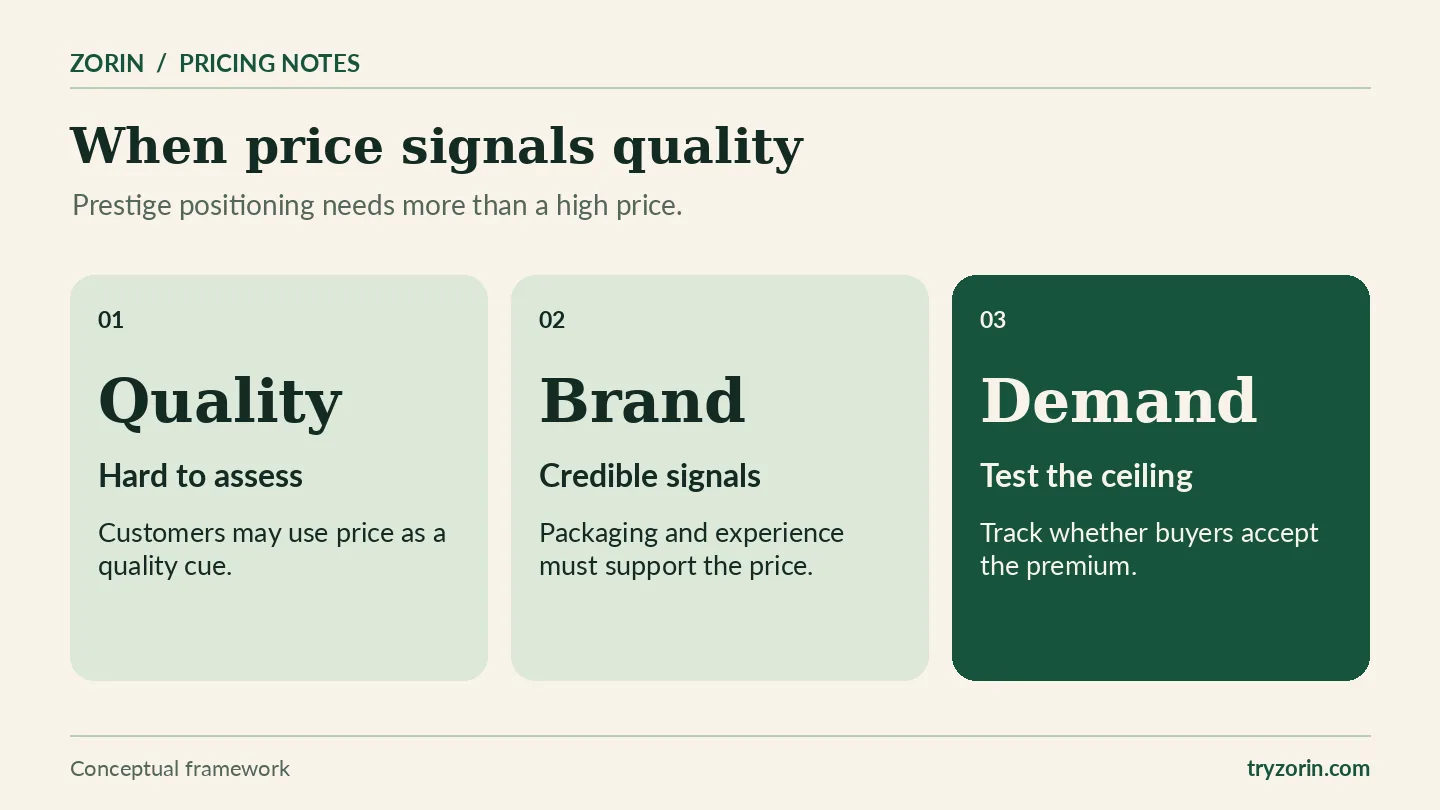 ZORIN / PRICING NOTES
When price signals quality
Prestige positioning needs more than a high price.
01
Quality
Hard to assess
Customers may use price as a
quality cue.
02
Brand
Credible signals
Packaging and experience
must support the price.
03
Demand
Test the ceiling
Track whether buyers accept
the premium.
Conceptual framework
tryzorin.com